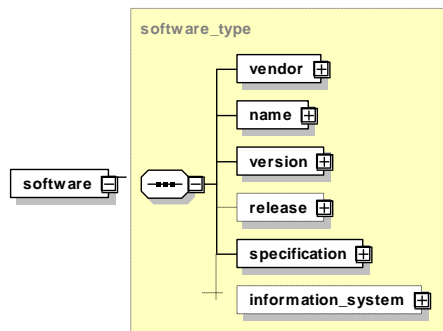 software_type
vendor
name
version
software
release
specification
information_system